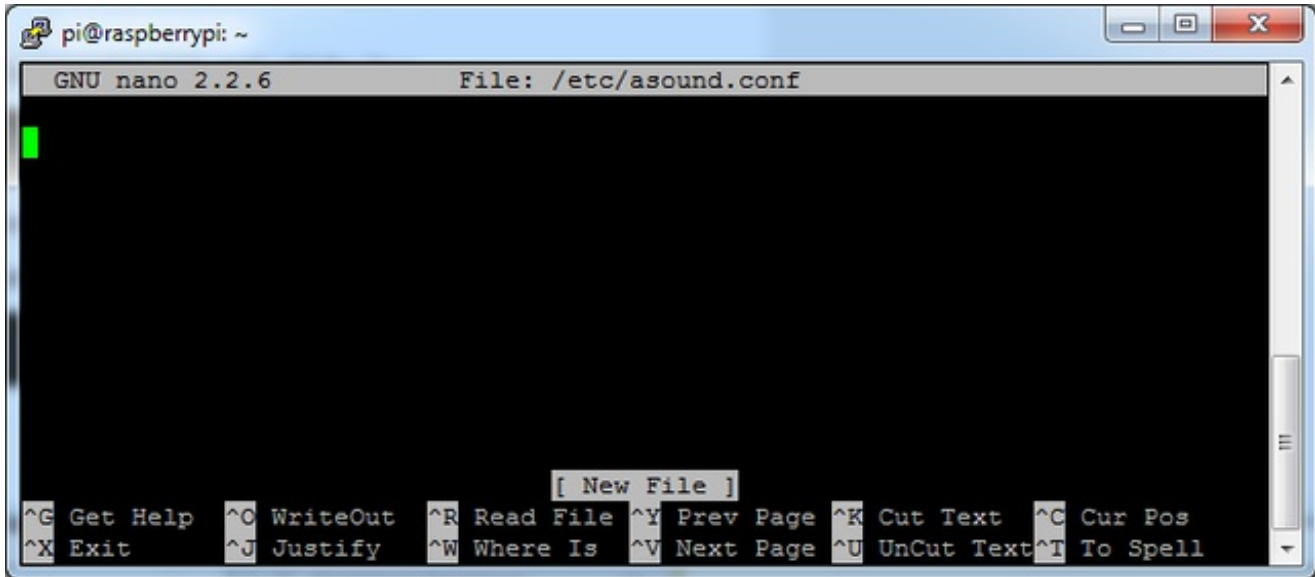 pi@raspberrypi: ~
GNU nano 2.2.6 File: /etc/asound.conf
[ New File ]
^G Get Help ^O WriteOut ^R Read File ^Y Prev Page ^K Cut Text ^C Cur Pos
^X Exit ^J Justify ^W Where Is ^V Next Page ^U UnCut Text ^T To Spell